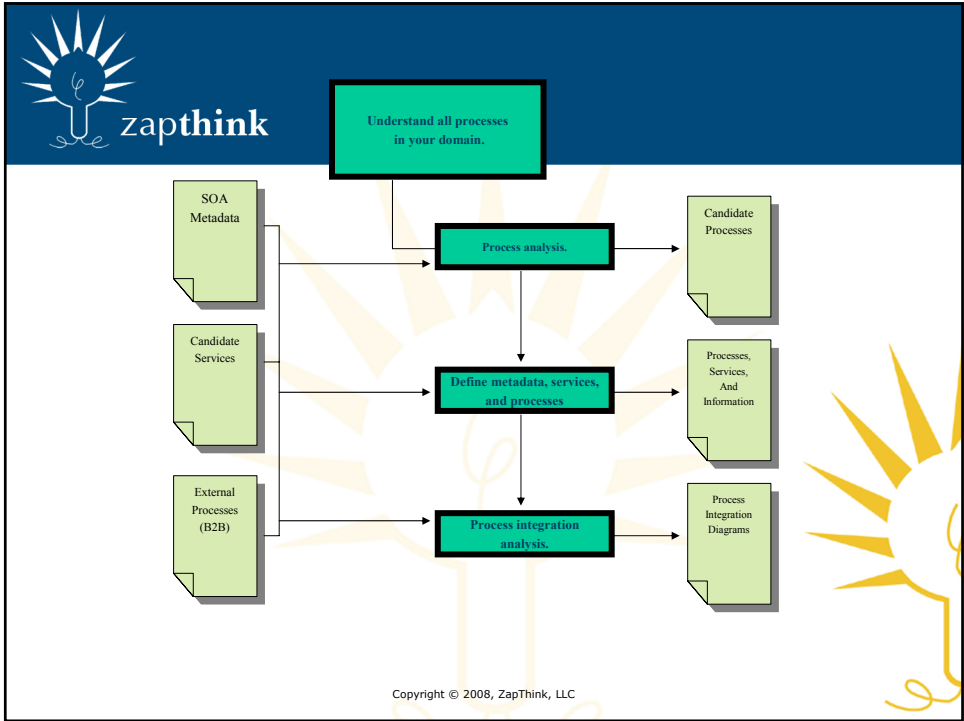 zapthink
Understand all processes
in your domain.
SOA
Metadata
Process analysis.
Candidate
Processes
Candidate
Services
Define metadata, services,
and processes
Processes,
Services,
And
Information
External
Processes
(B2B)
Process integration
analysis.
Process
Integration
Diagrams
Copyright © 2008, ZapThink, LLC